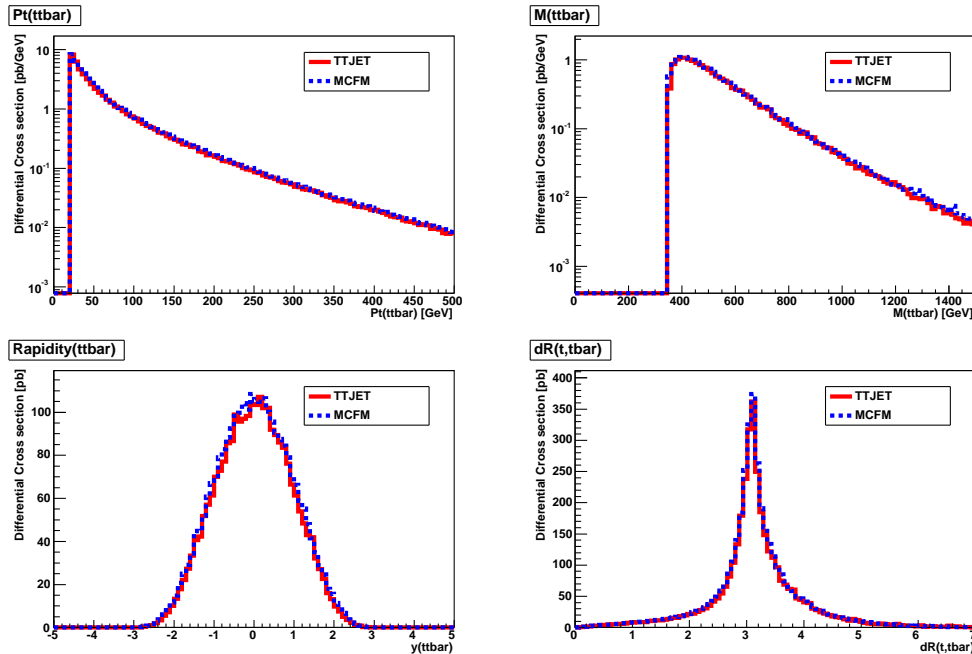 Pt(ttbar)
Differential Cross section [pb/GeV]
10
1
10⁻¹
10⁻²
10⁻³
TTJET
MCFM
0 50 100 150 200 250 300 350 400 450 500
Pt(ttbar) [GeV]
M(ttbar)
Differential Cross section [pb/GeV]
1
10⁻¹
10⁻²
10⁻³
TTJET
MCFM
0 200 400 600 800 1000 1200 1400
M(ttbar) [GeV]
Rapidity(ttbar)
Differential Cross section [pb]
100
80
60
40
20
0
TTJET
MCFM
-5 -4 -3 -2 -1 0 1 2 3 4 5
y(ttbar)
dR(t,tbar)
Differential Cross section [pb]
400
350
300
250
200
150
100
50
0
TTJET
MCFM
0 1 2 3 4 5 6
dR(t,tbar)